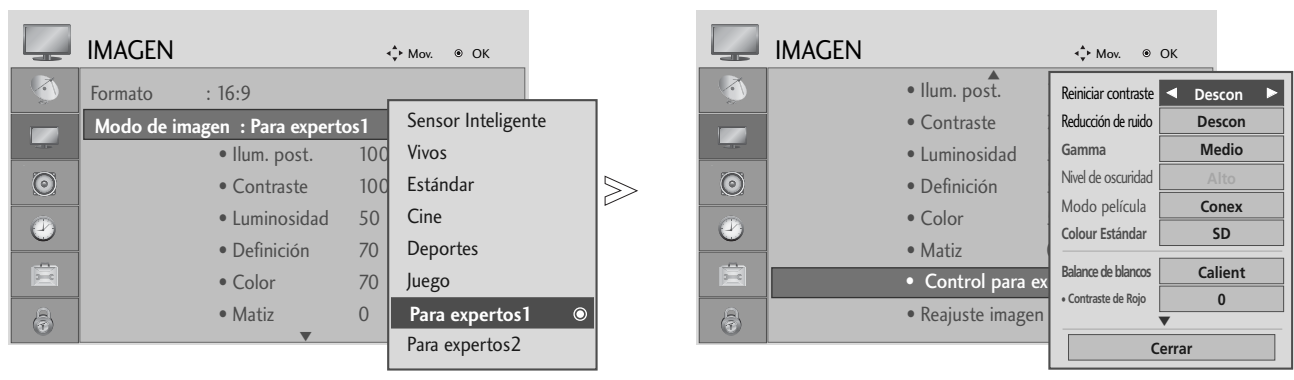 IMAGEN
Mov. OK
Formato : 16:9
Modo de imagen : Para expertos1
• Ilum. post. 100
• Contraste 100
• Luminosidad 50
• Definición 70
• Color 70
• Matiz 0
Sensor Inteligente
Vivos
Estándar
Cine
Deportes
Juego
Para expertos1
Para expertos2
IMAGEN
Mov. OK
• Ilum. post.
• Contraste
• Luminosidad
• Definición
• Color
• Matiz
• Control para ex
• Reajuste imagen
Reiniciar contraste Descon
Reducción de ruido Descon
Gamma Medio
Nivel de oscuridad Alto
Modo película Conex
Colour Estándar SD
Balance de blancos Calient
• Contraste de Rojo 0
Cerrar